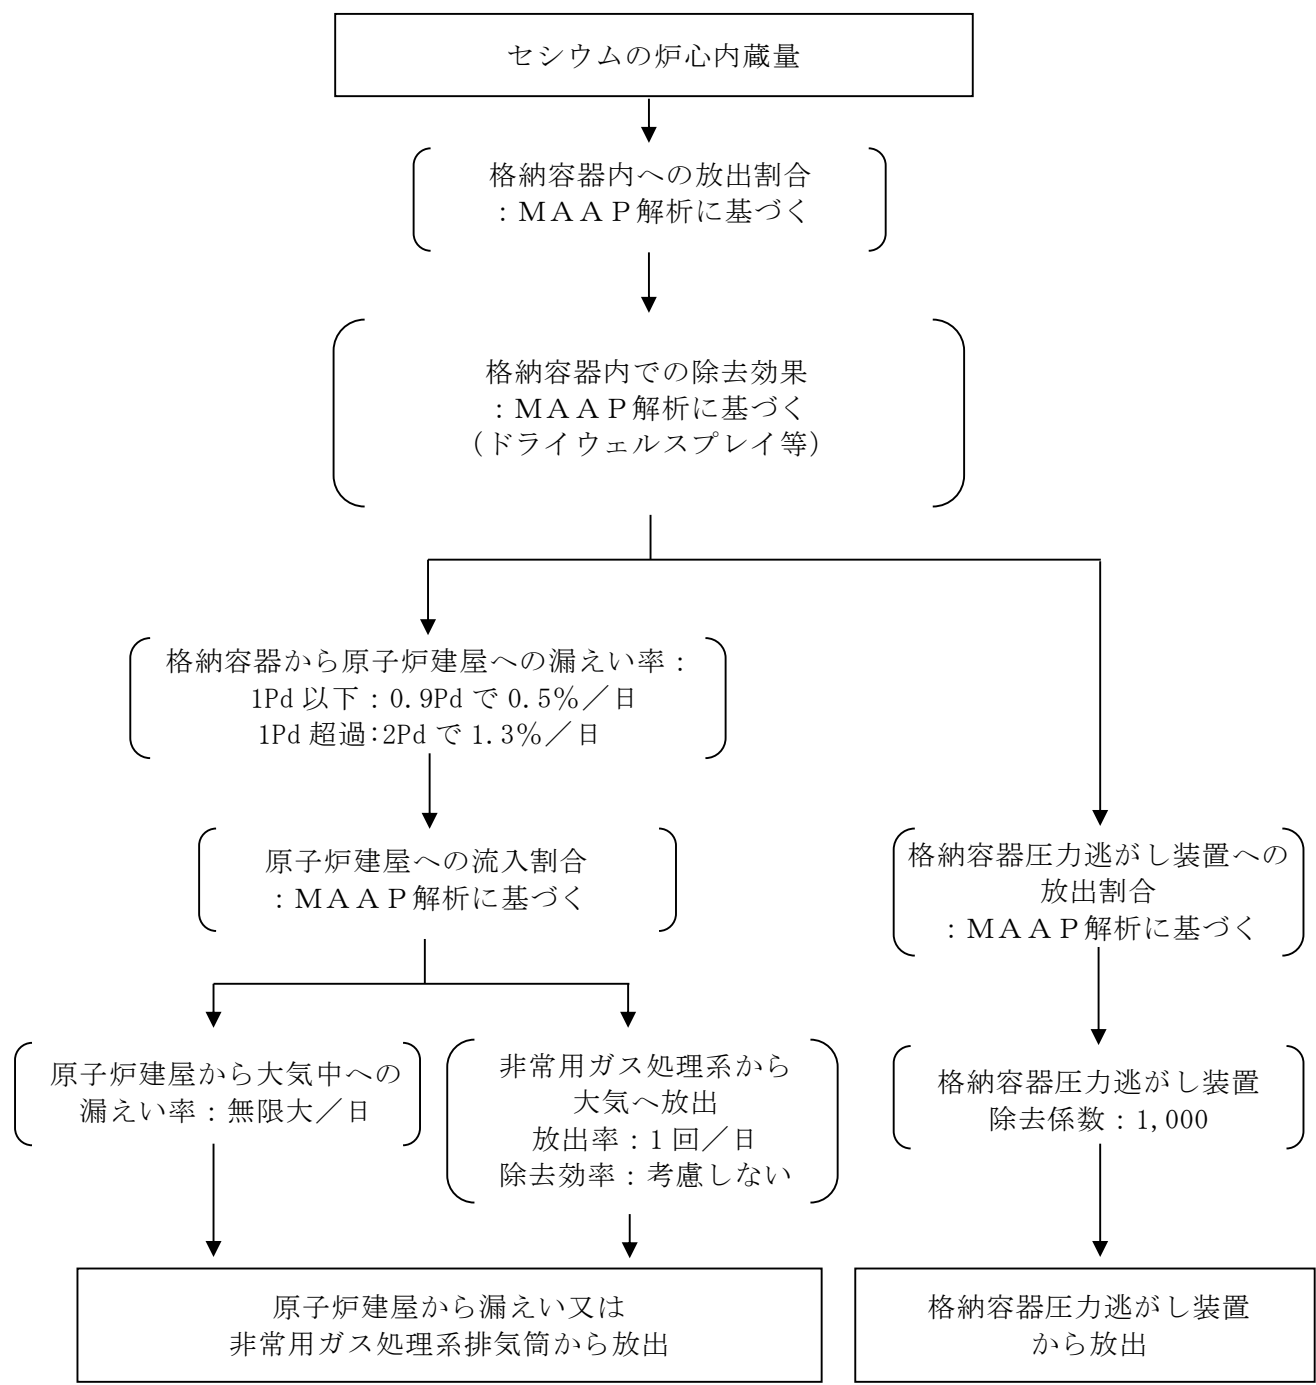 セシウムの炉心内蔵量
格納容器内への放出割合
：ＭＡＡＰ解析に基づく
格納容器内での除去効果
：ＭＡＡＰ解析に基づく
（ドライウェルスプレイ等）
格納容器から原子炉建屋への漏えい率：
1Pd 以下：0.9Pd で 0.5％／日
1Pd 超過：2Pd で 1.3％／日
原子炉建屋への流入割合
：ＭＡＡＰ解析に基づく
格納容器圧力逃がし装置への
放出割合
：ＭＡＡＰ解析に基づく
原子炉建屋から大気中への
漏えい率：無限大／日
非常用ガス処理系から
大気へ放出
放出率：1 回／日
除去効率：考慮しない
格納容器圧力逃がし装置
除去係数：1,000
原子炉建屋から漏えい又は
非常用ガス処理系排気筒から放出
格納容器圧力逃がし装置
から放出